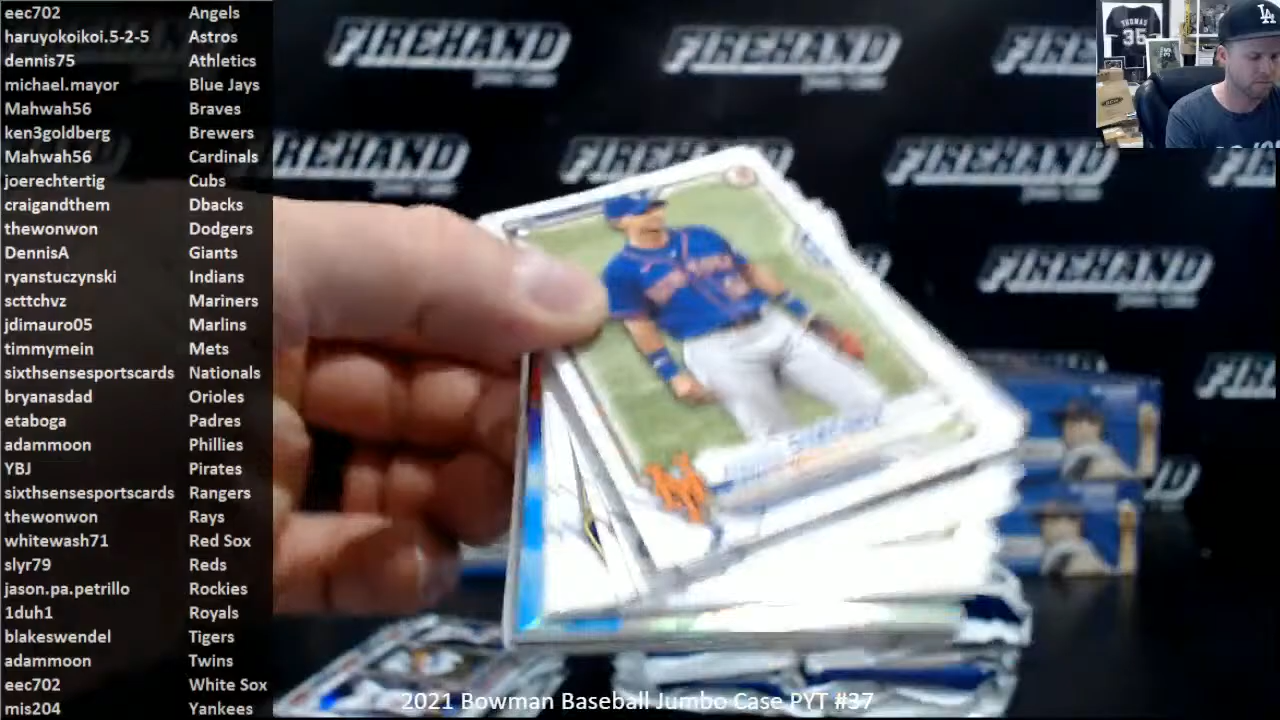 eec702 Angels
haruyokoikoi.5-2-5 Astros
dennis75 Athletics
michael.mayor Blue Jays
Mahwah56 Braves
ken3goldberg Brewers
Mahwah56 Cardinals
joerechtertig Cubs
craigandthem Dbacks
thewonwon Dodgers
DennisA Giants
ryanstuczynski Indians
scttchvz Mariners
jdimauro05 Marlins
timmymein Mets
sixthsensesportscards Nationals
bryanasdad Orioles
etaboga Padres
adammoon Phillies
YBJ Pirates
sixthsensesportscards Rangers
thewonwon Rays
whitewash71 Red Sox
slyr79 Reds
jason.pa.petrillo Rockies
1duh1 Royals
blakeswendel Tigers
adammoon Twins
eec702 White Sox
mis204 Yankees
FIREHAND FIREHAND
FIREHAND FIREHAND FIREHAND
FIREHAND
THOMAS
35
LA
2021 Bowman Baseball Jumbo Case PYT #37